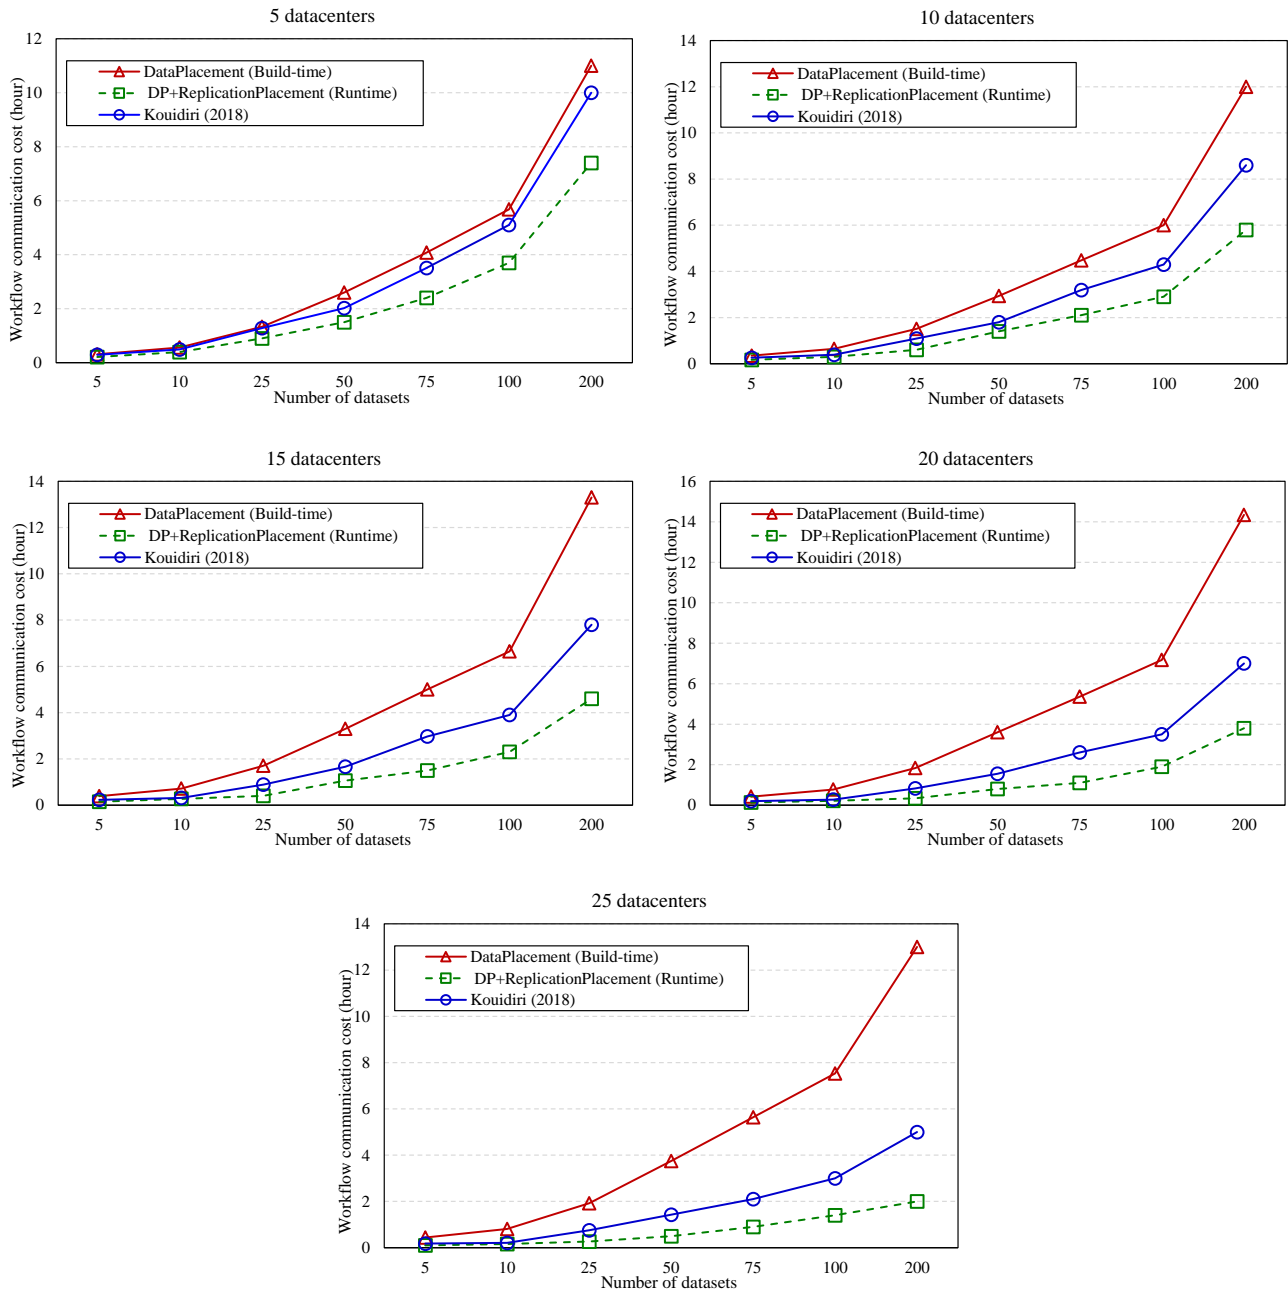 5 datacenters
Workflow communication cost (hour)
12
10
8
6
4
2
0
DataPlacement (Build-time)
DP+ReplicationPlacement (Runtime)
Kouidiri (2018)
5 10 25 50 75 100 200
Number of datasets
10 datacenters
Workflow communication cost (hour)
14
12
10
8
6
4
2
0
DataPlacement (Build-time)
DP+ReplicationPlacement (Runtime)
Kouidiri (2018)
5 10 25 50 75 100 200
Number of datasets
15 datacenters
Workflow communication cost (hour)
14
12
10
8
6
4
2
0
DataPlacement (Build-time)
DP+ReplicationPlacement (Runtime)
Kouidiri (2018)
5 10 25 50 75 100 200
Number of datasets
20 datacenters
Workflow communication cost (hour)
16
14
12
10
8
6
4
2
0
DataPlacement (Build-time)
DP+ReplicationPlacement (Runtime)
Kouidiri (2018)
5 10 25 50 75 100 200
Number of datasets
25 datacenters
Workflow communication cost (hour)
14
12
10
8
6
4
2
0
DataPlacement (Build-time)
DP+ReplicationPlacement (Runtime)
Kouidiri (2018)
5 10 25 50 75 100 200
Number of datasets